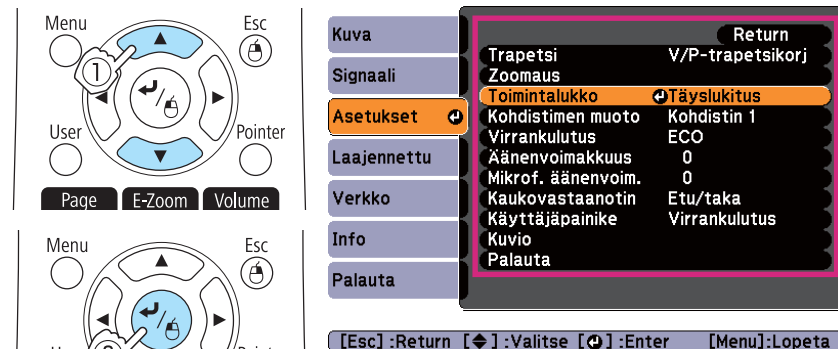 Menu
Esc
1
User
Pointer
Page E-Zoom Volume
Menu
Esc
Kuva
Signaali
Asetukset
Laajennettu
Verkko
Info
Palauta
Return
Trapetsi V/P-trapetsikorj
Zoomaus
Toimintalukko Täyslukitus
Kohdistimen muoto Kohdistin 1
Virrankulutus ECO
Äänenvoimakkuus 0
Mikrof. äänenvoim. 0
Kaukovastaanotin Etu/taka
Käyttäjäpainike Virrankulutus
Kuvio
Palauta
[Esc] :Return [ ] :Valitse [ ] :Enter [Menu]:Lopeta